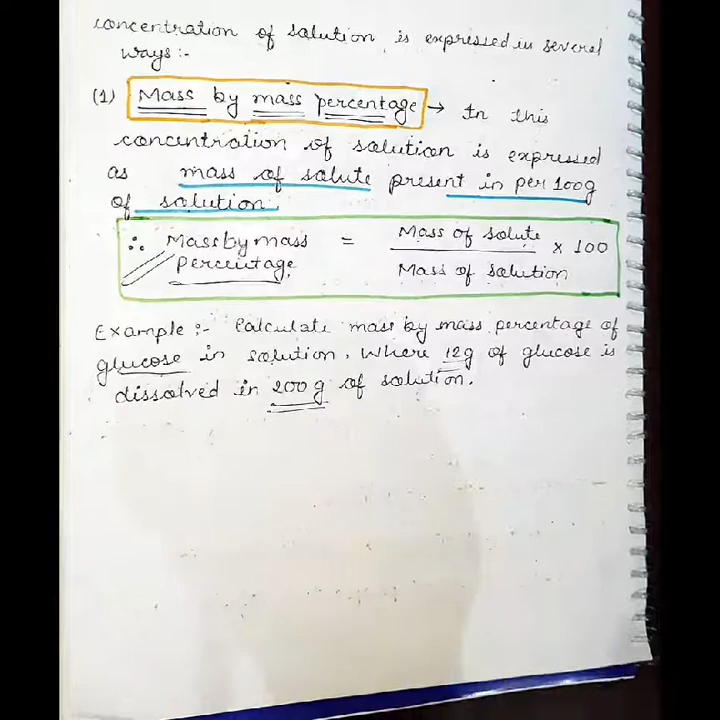 concentration of solution is expressed in several
ways :-
(1) Mass by mass percentage → In this
concentration of solution is expressed
as mass of solute present in per 100g
of solution.
∴ Mass by mass percentage = Mass of solute / Mass of solution × 100
Example :- Calculate mass by mass percentage of
glucose in solution. Where 12g of glucose is
dissolved in 200 g of solution.